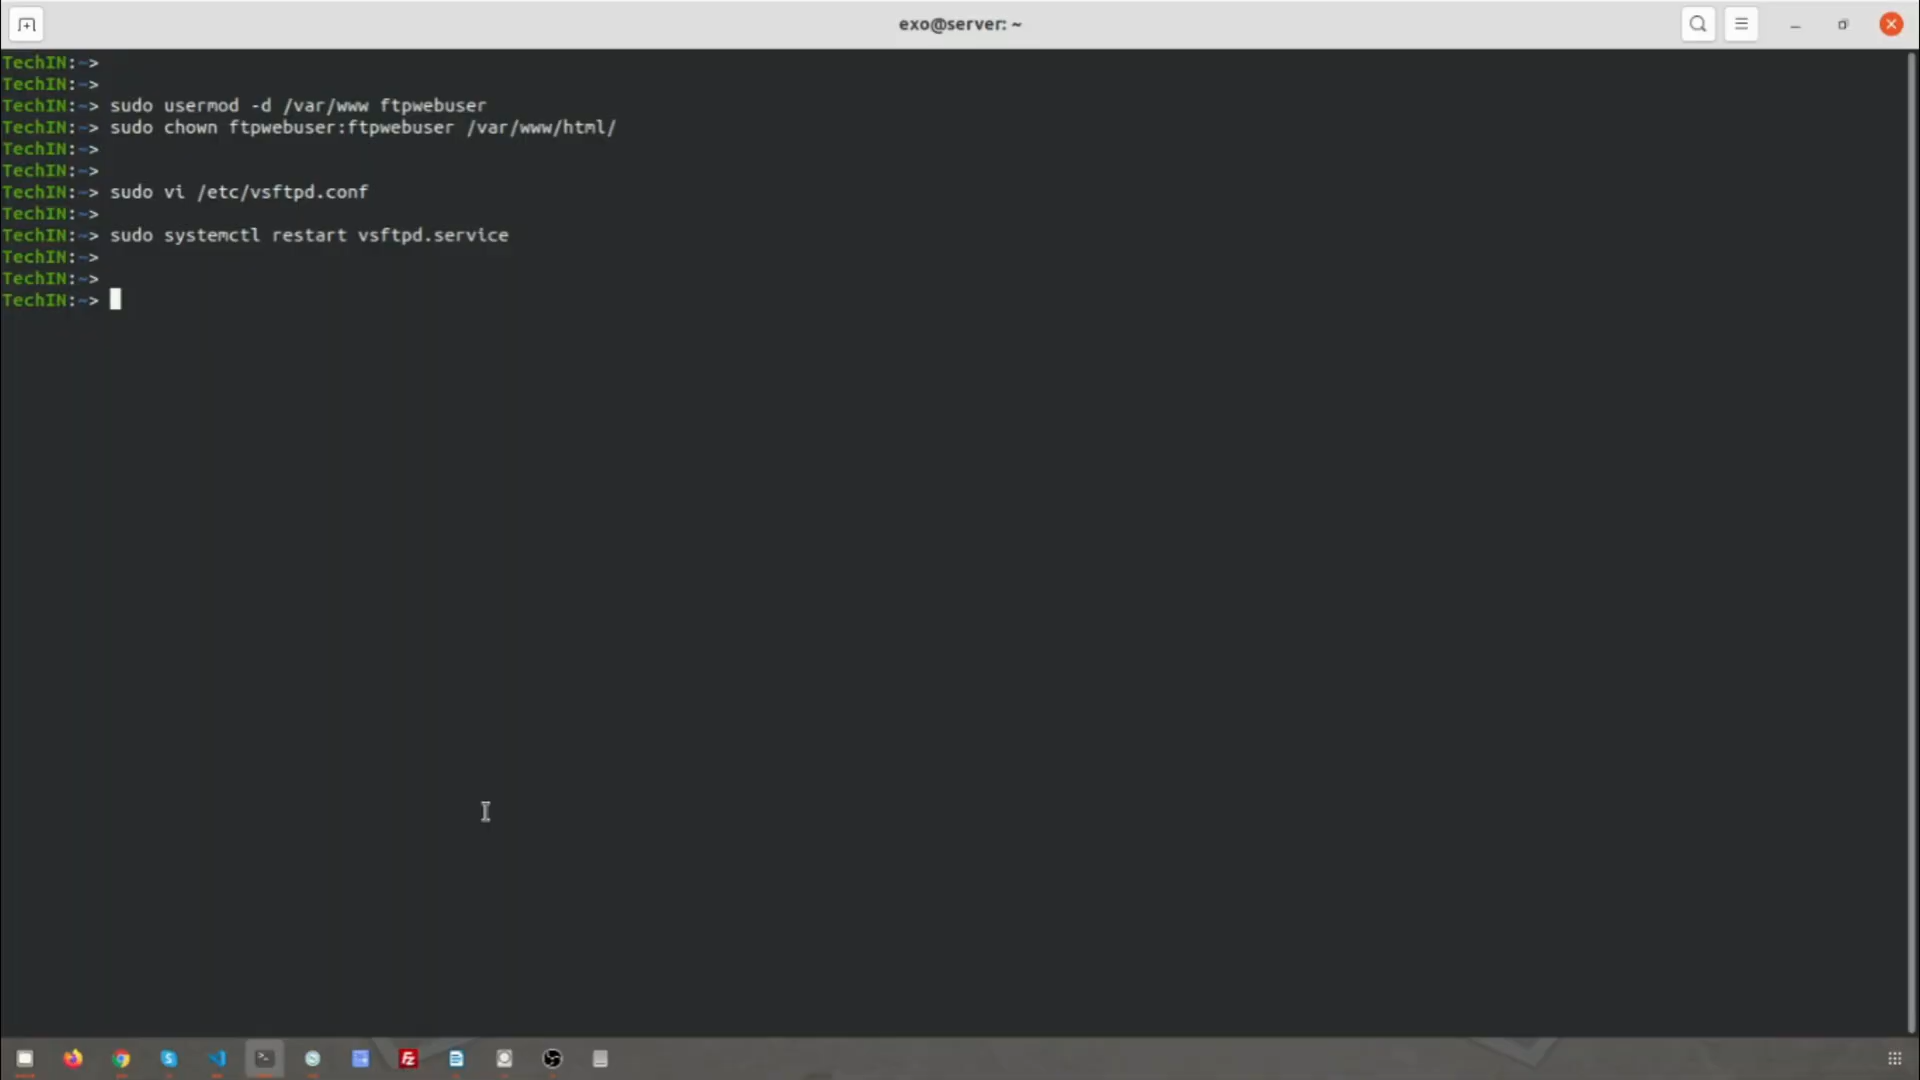 exo@server: ~
TechIN:~>
TechIN:~>
TechIN:~> sudo usermod -d /var/www ftpwebuser
TechIN:~> sudo chown ftpwebuser:ftpwebuser /var/www/html/
TechIN:~>
TechIN:~>
TechIN:~> sudo vi /etc/vsftpd.conf
TechIN:~>
TechIN:~> sudo systemctl restart vsftpd.service
TechIN:~>
TechIN:~>
TechIN:~>